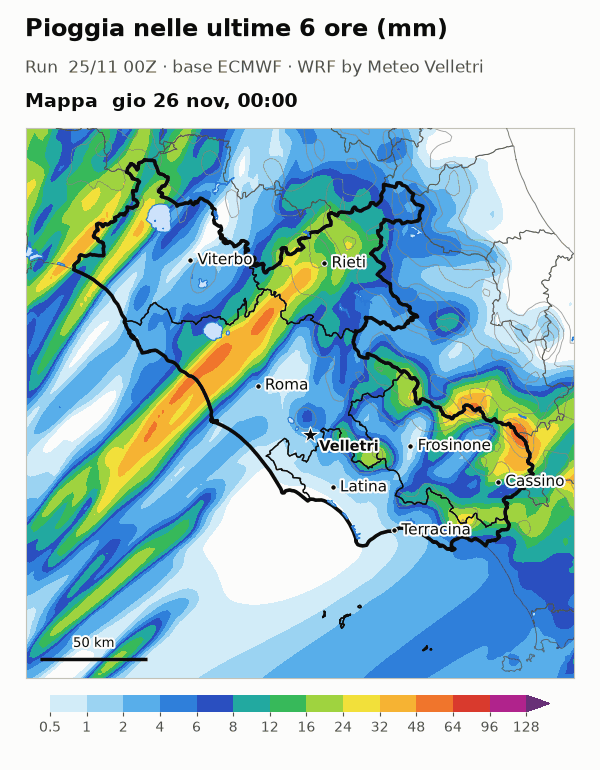 Pioggia nelle ultime 6 ore (mm)
Run  25/11 00Z · base ECMWF · WRF by Meteo Velletri
Mappa  gio 26 nov, 00:00
Viterbo
Rieti
Roma
Velletri
Frosinone
Cassino
Latina
Terracina
50 km
0.5 1 2 4 6 8 12 16 24 32 48 64 96 128